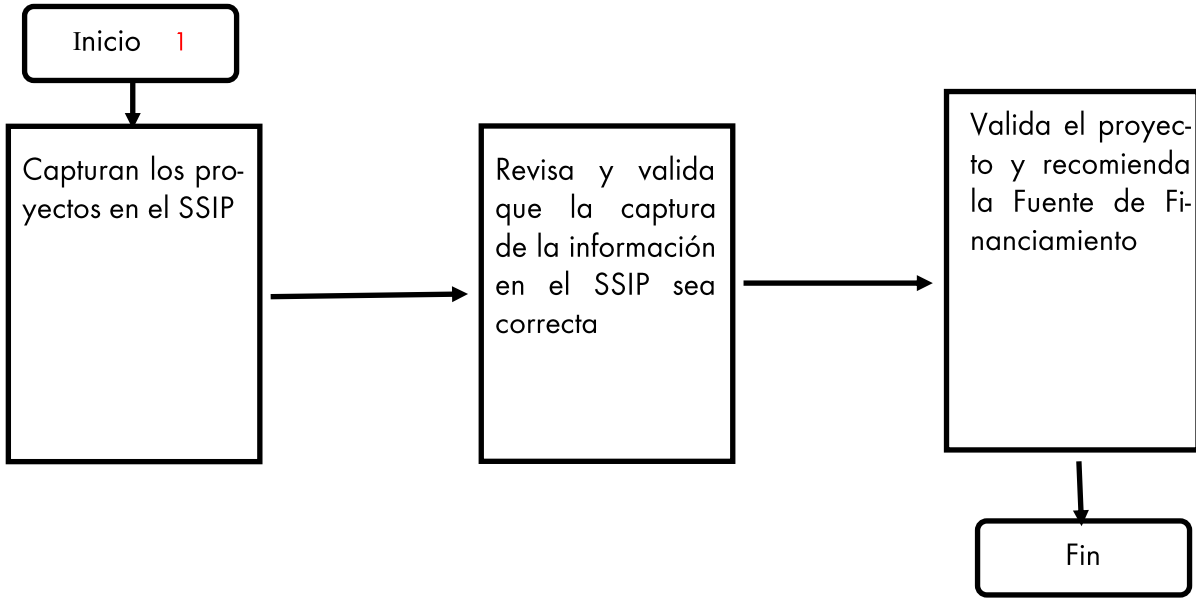 Inicio 1
Capturan los pro-
yectos en el SSIP
Revisa y valida
que la captura
de la información
en el SSIP sea
correcta
Valida el proyec-
to y recomienda
la Fuente de Fi-
nanciamiento
Fin